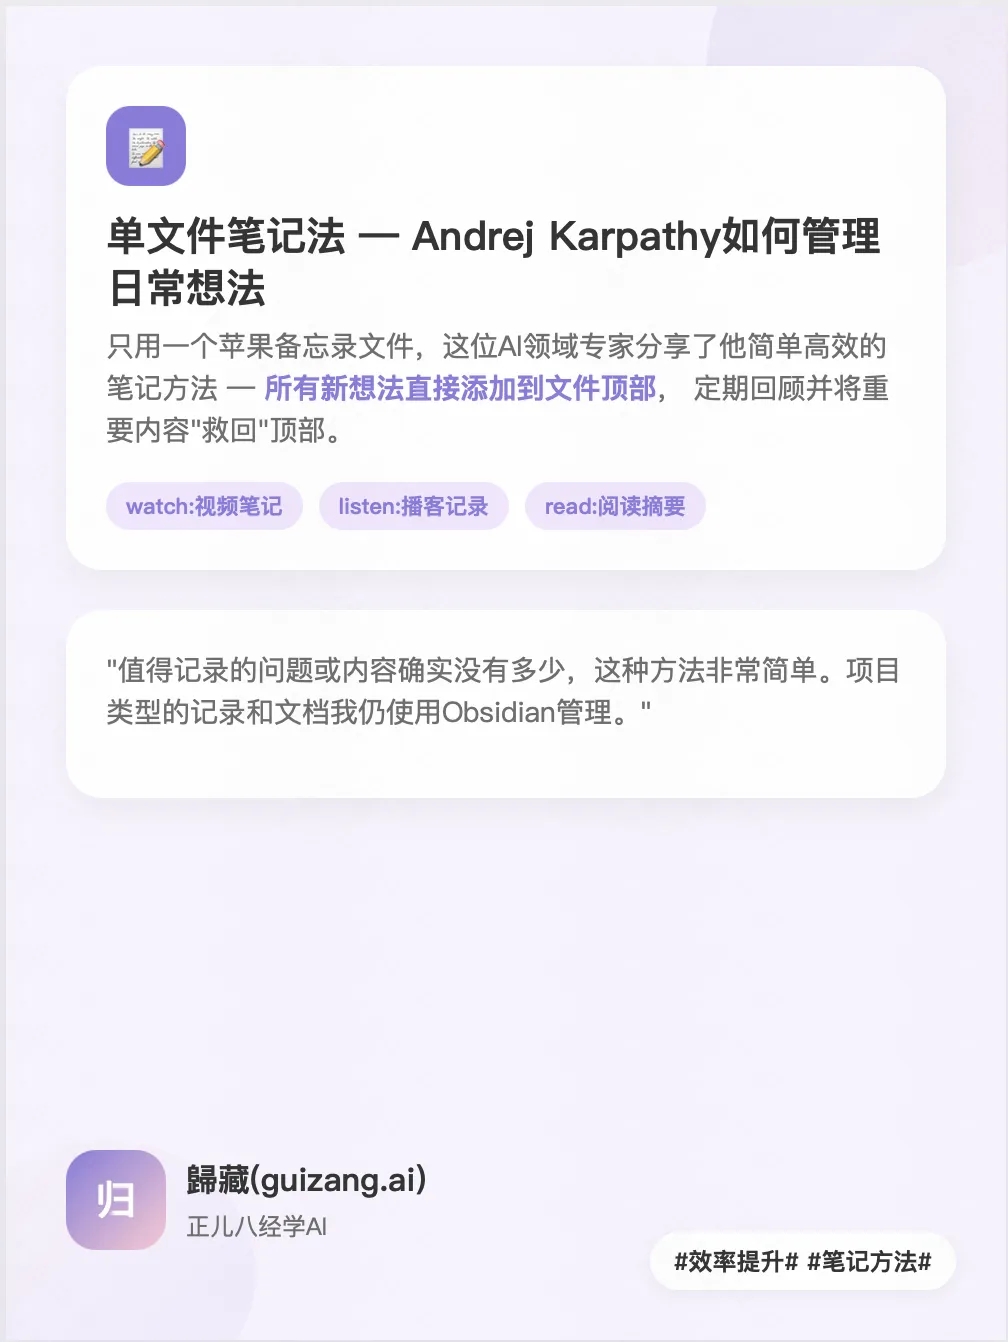 单文件笔记法 — Andrej Karpathy如何管理
日常想法
只用一个苹果备忘录文件，这位AI领域专家分享了他简单高效的
笔记方法 — 所有新想法直接添加到文件顶部， 定期回顾并将重
要内容"救回"顶部。
watch:视频笔记 listen:播客记录 read:阅读摘要
"值得记录的问题或内容确实没有多少，这种方法非常简单。项目
类型的记录和文档我仍使用Obsidian管理。"
归
歸藏(guizang.ai)
正儿八经学AI
#效率提升# #笔记方法#